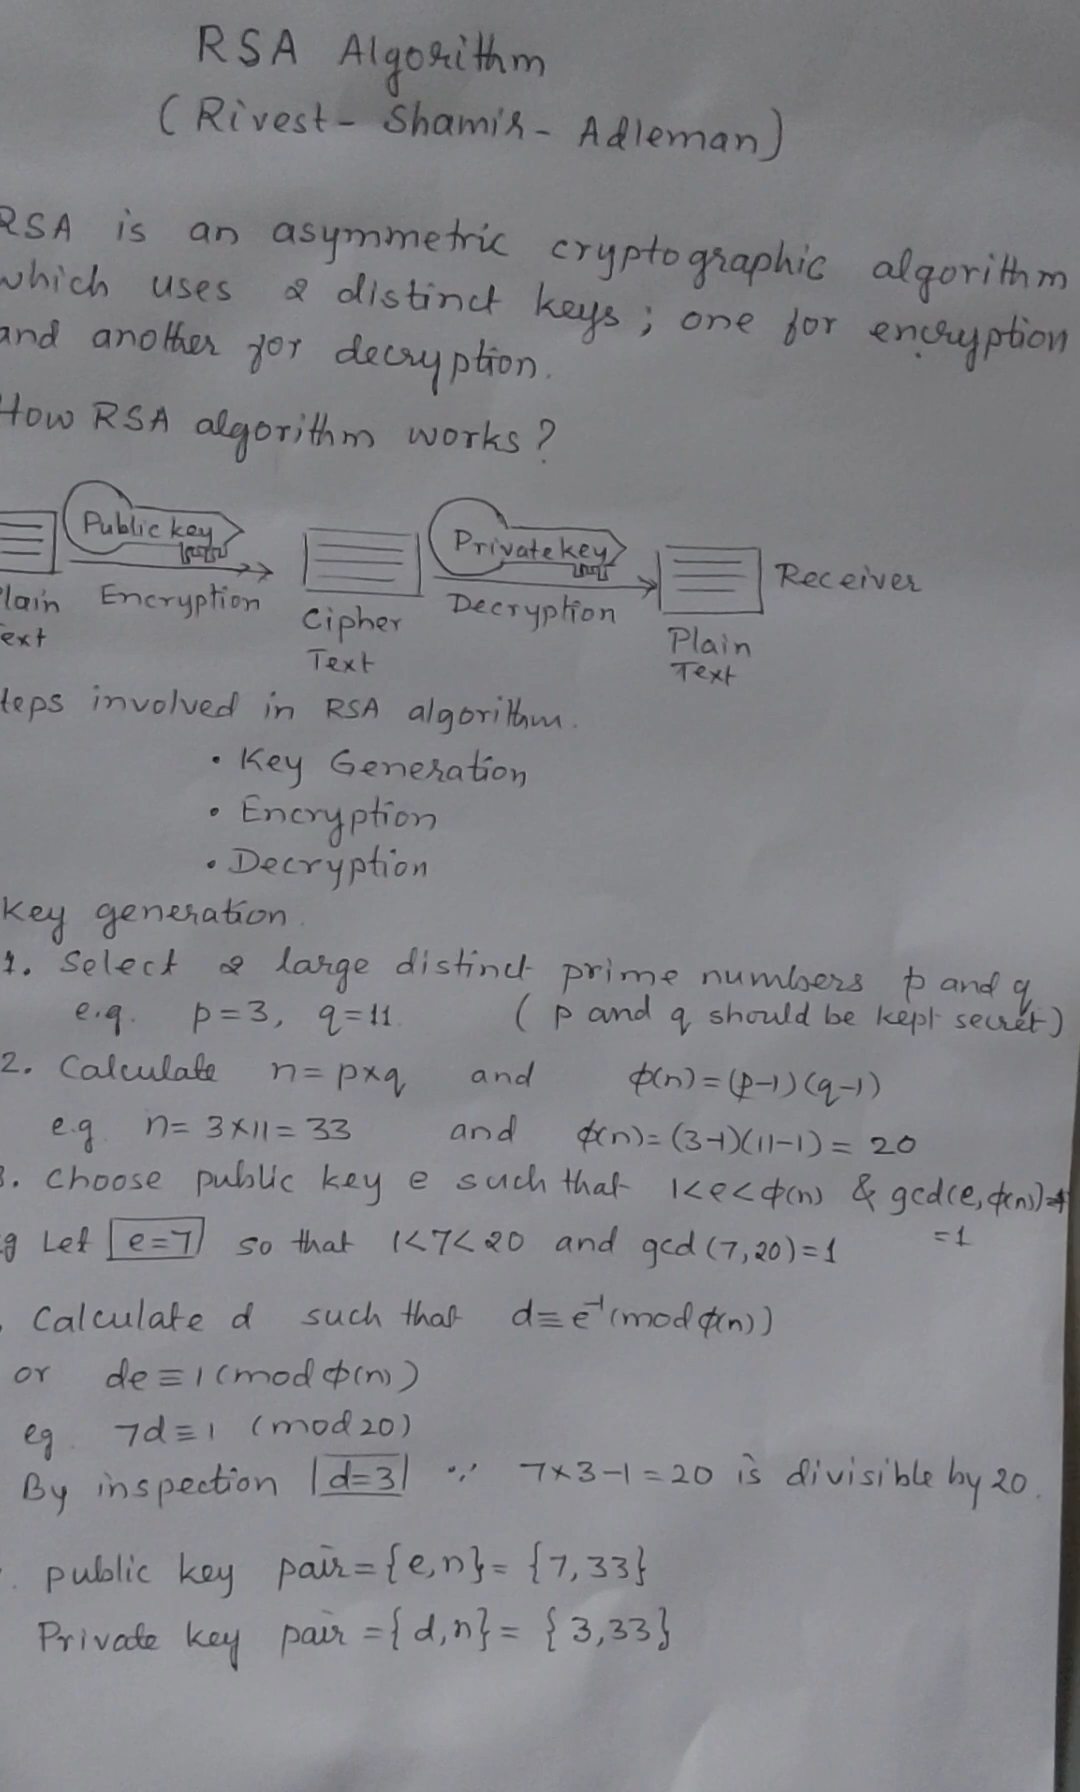 RSA Algorithm
(Rivest- Shamir- Adleman)
RSA is an asymmetric cryptographic algorithm
which uses 2 distinct keys; one for encryption
and another for decryption.
How RSA algorithm works?
Public key
Private key
Receiver
lain Encryption
Decryption
ext
Cipher
Text
Plain
Text
teps involved in RSA algorithm.
• Key Generation
• Encryption
• Decryption
Key generation.
1. Select 2 large distinct prime numbers p and q
e.g. p=3, q=11. (p and q should be kept secret)
2. Calculate n= p×q and ϕ(n)=(p-1)(q-1)
e.g n= 3×11=33 and ϕ(n)=(3-1)(11-1)= 20
3. Choose public key e such that 1<e<ϕ(n) & gcd(e,ϕ(n))
=1
g Let e=7 so that 1<7<20 and gcd(7,20)=1
. Calculate d such that d≡e⁻¹(mod ϕ(n))
or de≡1(mod ϕ(n))
eg. 7d≡1 (mod 20)
By inspection d=3 ∵ 7×3-1=20 is divisible by 20.
. public key pair={e,n}= {7,33}
Private key pair={d,n}= {3,33}